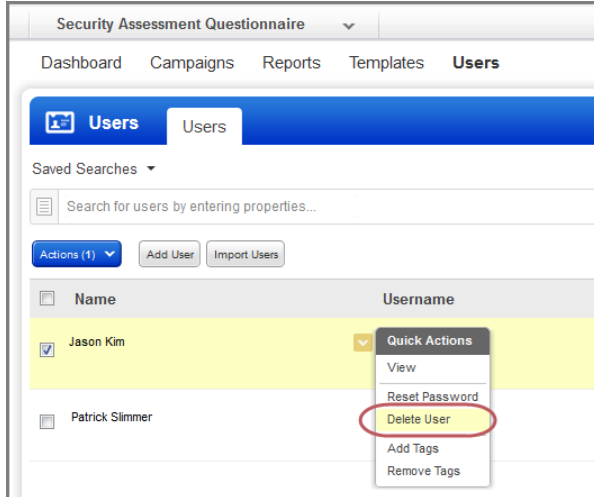 Security Assessment Questionnaire
Dashboard Campaigns Reports Templates Users
Users Users
Saved Searches
Search for users by entering properties...
Actions (1) Add User Import Users
Name Username
Jason Kim
Quick Actions
View
Reset Password
Delete User
Patrick Slimmer
Add Tags
Remove Tags